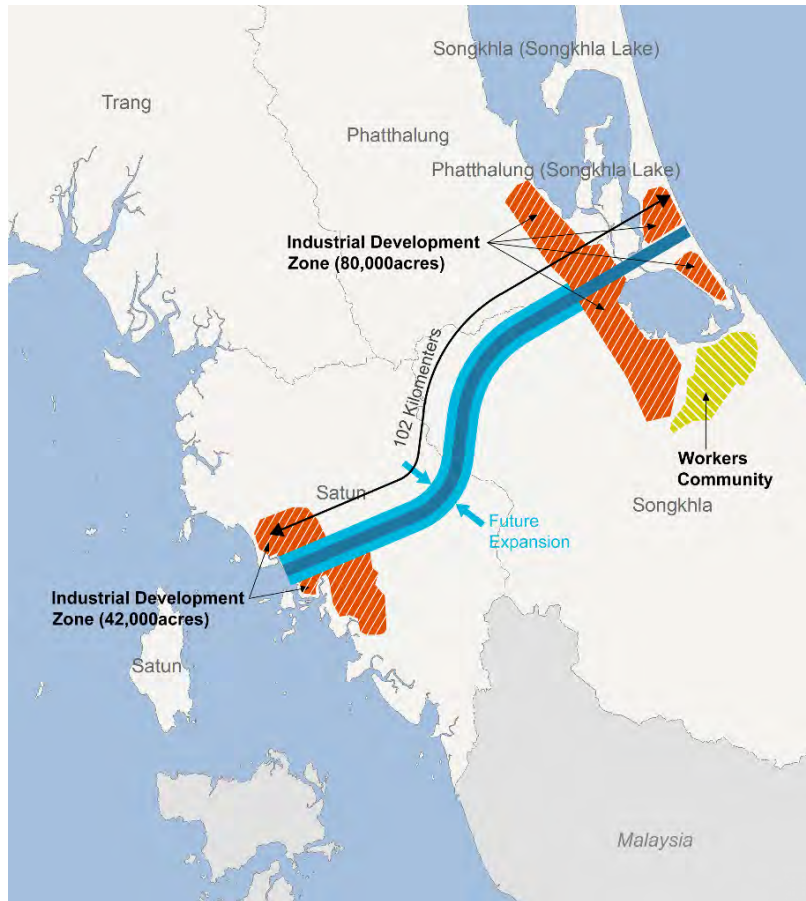 Songkhla (Songkhla Lake)
Trang
Phatthalung
Phatthalung (Songkhla Lake)
Industrial Development
Zone (80,000acres)
102 Kilomenters
Workers
Community
Satun
Songkhla
Future
Expansion
Industrial Development
Zone (42,000acres)
Satun
Malaysia